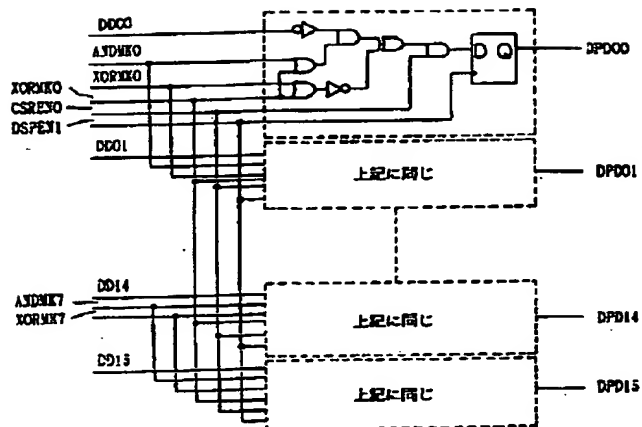 DD00
ANDMK0
XORMK0
XORMK0
CSREN0
DSPEN1
D Q
DPD00
DD01
上記に同じ
DPD01
DD14
ANDMK7
XORMK7
上記に同じ
DPD14
DD15
上記に同じ
DPD15